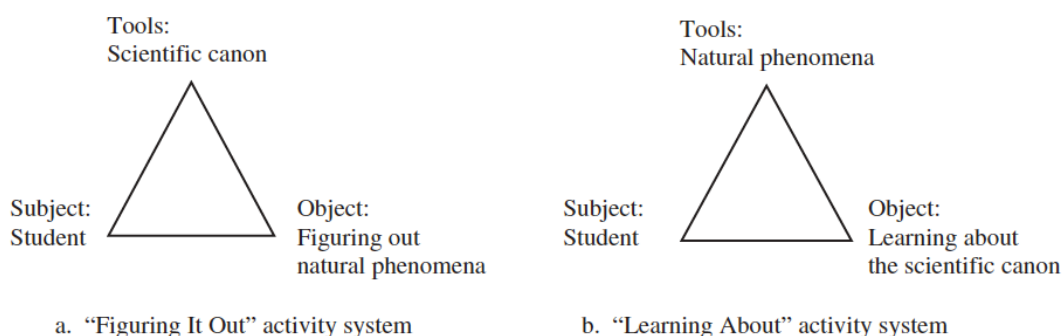 Tools:
Scientific canon
Subject:
Student
Object:
Figuring out
natural phenomena
a. “Figuring It Out” activity system
Tools:
Natural phenomena
Subject:
Student
Object:
Learning about
the scientific canon
b. “Learning About” activity system